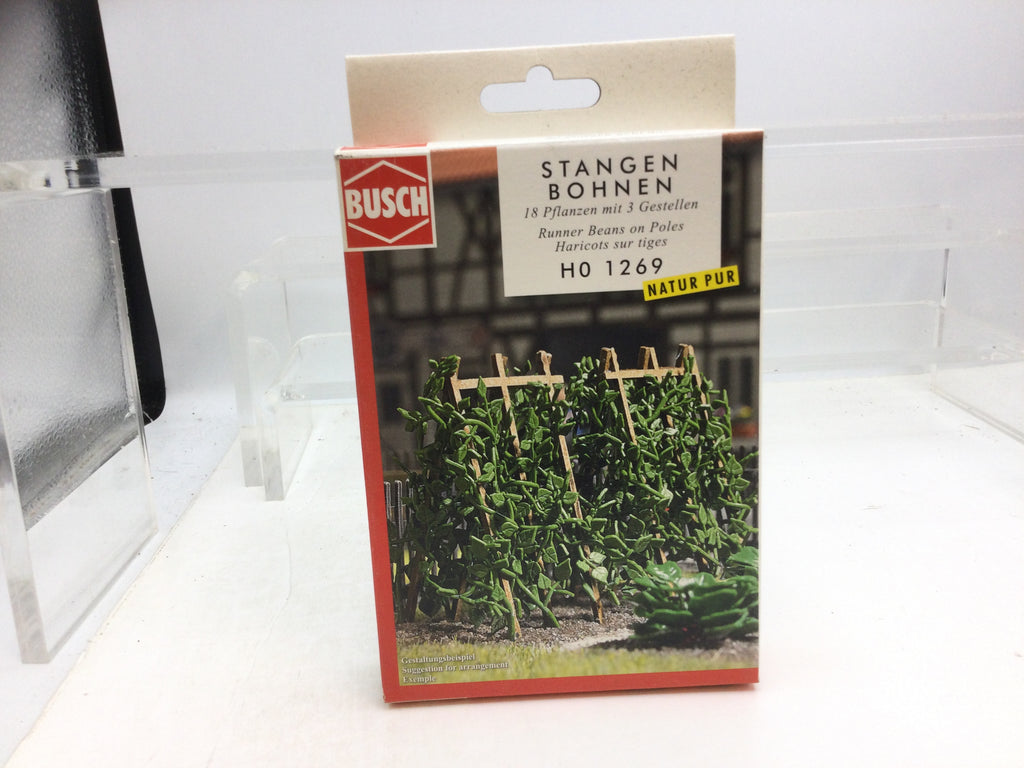 BUSCH
STANGEN
BOHNEN
18 Pflanzen mit 3 Gestellen
Runner Beans on Poles
Haricots sur tiges
H0 1269
NATUR PUR
Gestaltungsbeispiel
Suggestion for arrangement
Exemple